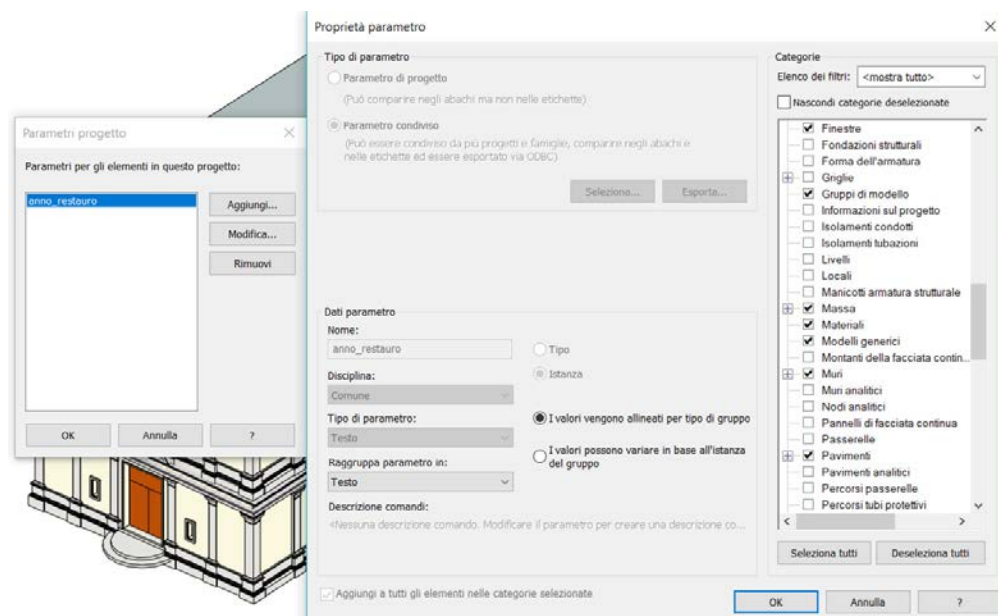 Parametri progetto
Parametri per gli elementi in questo progetto:
anno_restauro
Aggiungi...
Modifica...
Rimuovi
OK
Annulla
?
Proprietà parametro
Tipo di parametro
Parametro di progetto
(Può comparire negli abachi ma non nelle etichette)
Parametro condiviso
(Può essere condiviso da più progetti e famiglie, comparire negli abachi e
nelle etichette ed essere esportato via ODBC)
Seleziona...
Esporta...
Dati parametro
Nome:
anno_restauro
Disciplina:
Comune
Tipo di parametro:
Testo
Raggruppa parametro in:
Testo
Tipo
Istanza
I valori vengono allineati per tipo di gruppo
I valori possono variare in base all'istanza
del gruppo
Descrizione comandi:
<Nessuna descrizione comando. Modificare il parametro per creare una descrizione co...
Aggiungi a tutti gli elementi nelle categorie selezionate
Categorie
Elenco dei filtri:
<mostra tutto>
Nascondi categorie deselezionate
Finestre
Fondazioni strutturali
Forma dell'armatura
Griglie
Gruppi di modello
Informazioni sul progetto
Isolamenti condotti
Isolamenti tubazioni
Livelli
Locali
Manicotti armatura strutturale
Massa
Materiali
Modelli generici
Montanti della facciata contin...
Muri
Muri analitici
Nodi analitici
Pannelli di facciata continua
Passerelle
Pavimenti
Pavimenti analitici
Percorsi passerelle
Percorsi tubi protettivi
Seleziona tutti
Deseleziona tutti
OK
Annulla
?